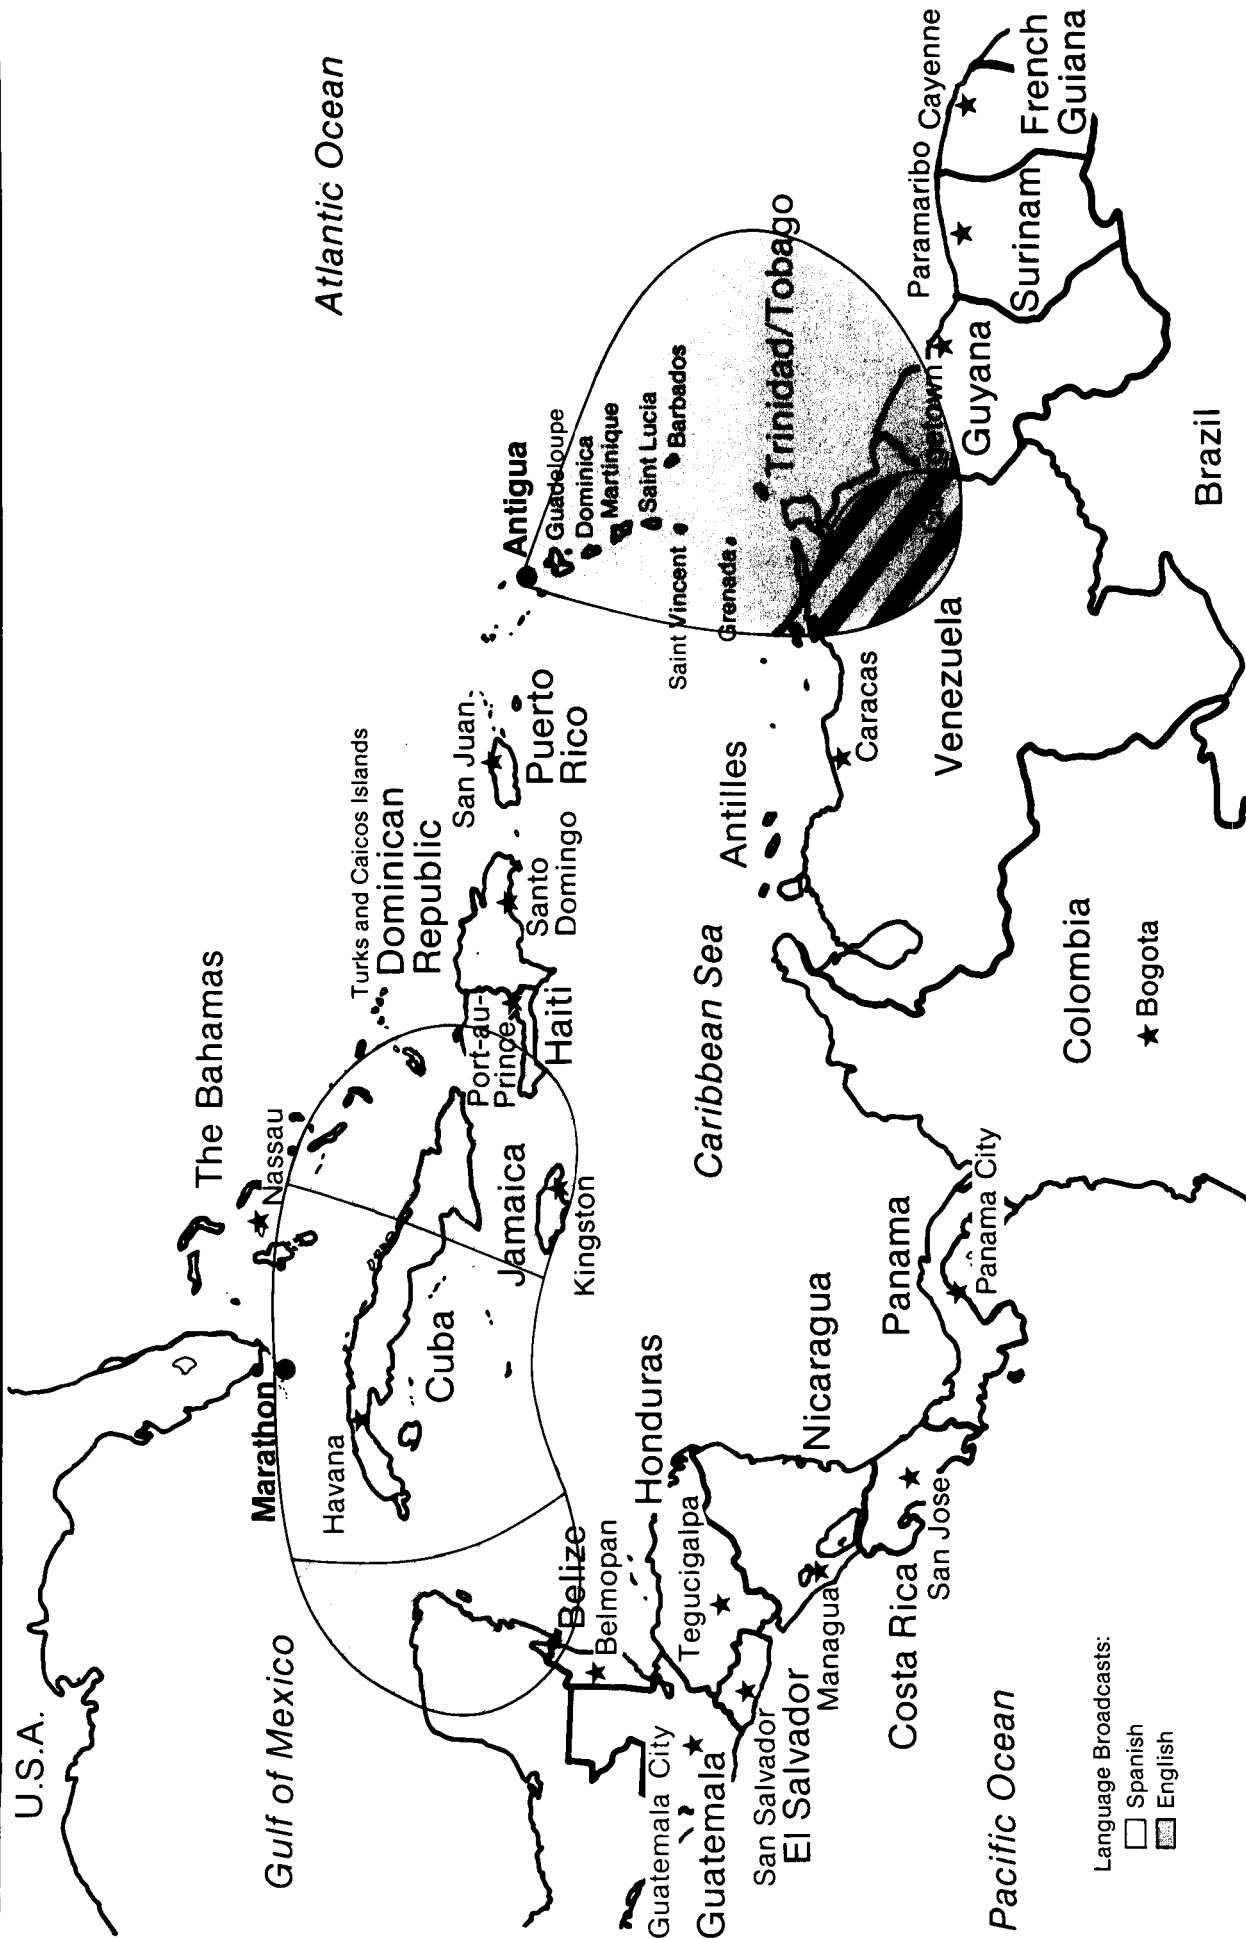 U.S.A.
Gulf of Mexico
Atlantic Ocean
The Bahamas
Nassau
Marathon
Havana
Cuba
Turks and Caicos Islands
Dominican
Republic
San Juan
Puerto
Rico
Santo
Domingo
Port-au-
Prince
Haiti
Jamaica
Kingston
Antigua
Guadeloupe
Dominica
Martinique
Saint Lucia
Barbados
Saint Vincent
Grenada
Trinidad/Tobago
Antilles
Caribbean Sea
Belize
Belmopan
Honduras
Tegucigalpa
Guatemala City
Guatemala
San Salvador
El Salvador
Nicaragua
Managua
Costa Rica
San Jose
Panama
Panama City
Colombia
Bogota
Caracas
Venezuela
Georgetown
Guyana
Paramaribo
Surinam
Cayenne
French
Guiana
Brazil
Pacific Ocean
Language Broadcasts:
Spanish
English